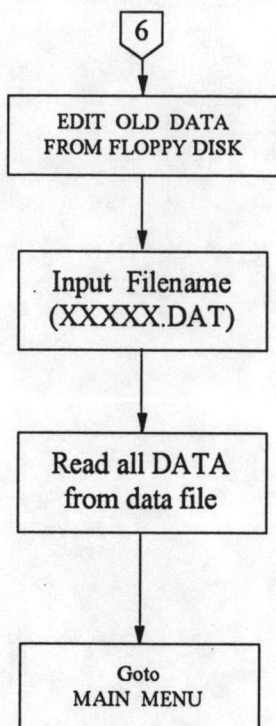 6
EDIT OLD DATA
FROM FLOPPY DISK
Input Filename
(XXXXX.DAT)
Read all DATA
from data file
Goto
MAIN MENU